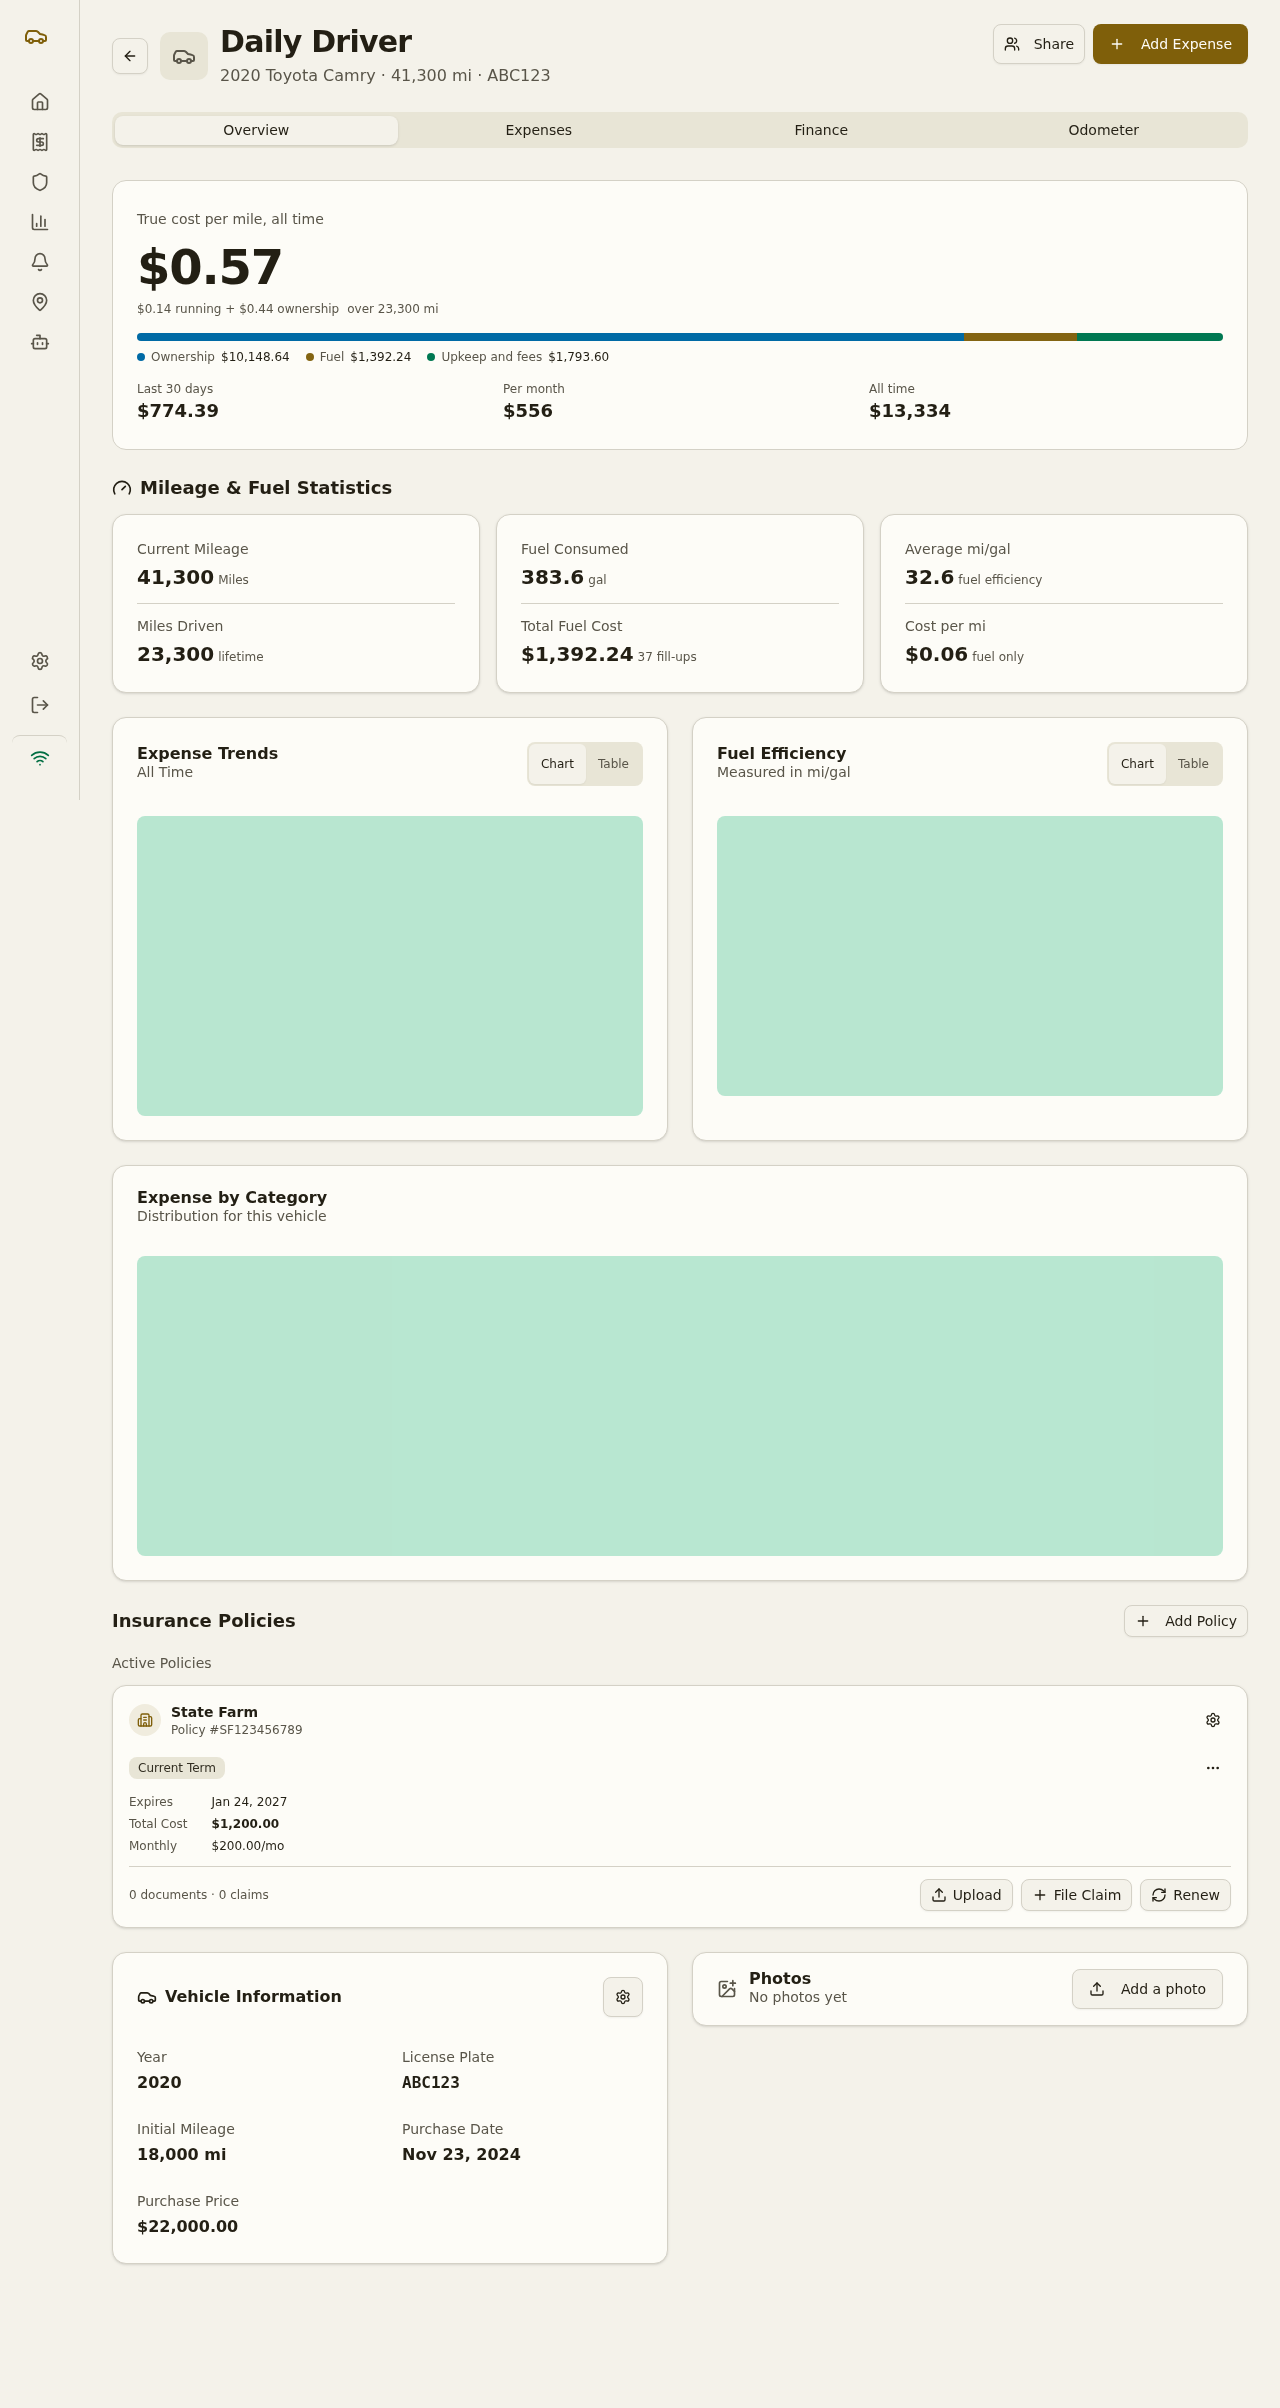 Daily Driver
2020 Toyota Camry · 41,300 mi · ABC123
Share
Add Expense
Overview
Expenses
Finance
Odometer
True cost per mile, all time
$0.57
$0.14 running + $0.44 ownership over 23,300 mi
Ownership $10,148.64 Fuel $1,392.24 Upkeep and fees $1,793.60
Last 30 days
$774.39
Per month
$556
All time
$13,334
Mileage & Fuel Statistics
Current Mileage
41,300 Miles
Miles Driven
23,300 lifetime
Fuel Consumed
383.6 gal
Total Fuel Cost
$1,392.24 37 fill-ups
Average mi/gal
32.6 fuel efficiency
Cost per mi
$0.06 fuel only
Expense Trends
All Time
Chart Table
Fuel Efficiency
Measured in mi/gal
Chart Table
Expense by Category
Distribution for this vehicle
Insurance Policies
Add Policy
Active Policies
State Farm
Policy #SF123456789
Current Term
Expires Jan 24, 2027
Total Cost $1,200.00
Monthly $200.00/mo
0 documents · 0 claims
Upload
File Claim
Renew
Vehicle Information
Year
2020
License Plate
ABC123
Initial Mileage
18,000 mi
Purchase Date
Nov 23, 2024
Purchase Price
$22,000.00
Photos
No photos yet
Add a photo